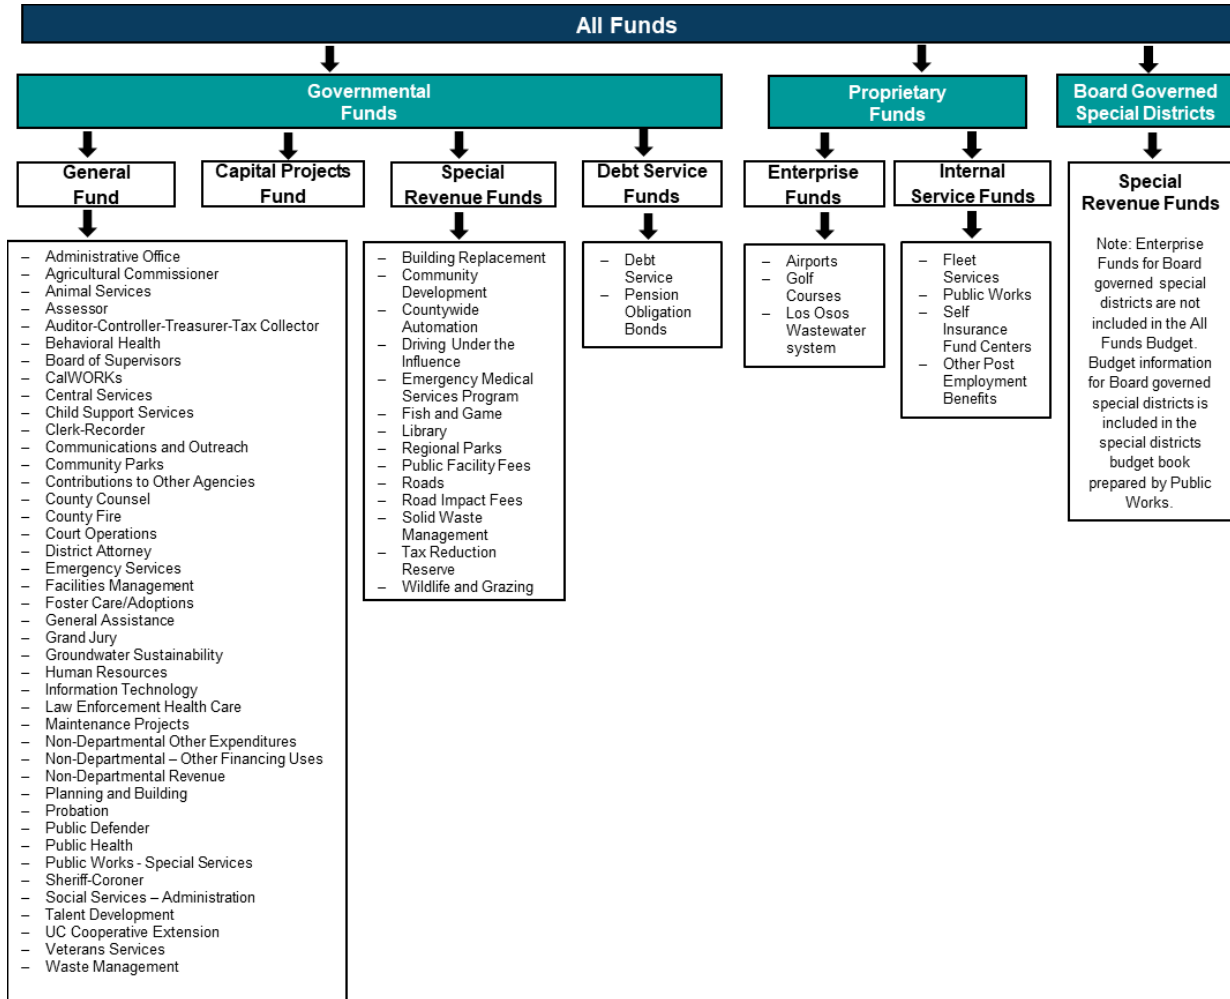 All Funds
Governmental
Funds
Proprietary
Funds
Board Governed
Special Districts
General
Fund
Capital Projects
Fund
Special
Revenue Funds
Debt Service
Funds
Enterprise
Funds
Internal
Service Funds
Special
Revenue Funds
Note: Enterprise
Funds for Board
governed special
districts are not
included in the All
Funds Budget.
Budget information
for Board governed
special districts is
included in the
special districts
budget book
prepared by Public
Works.
– Administrative Office
– Agricultural Commissioner
– Animal Services
– Assessor
– Auditor-Controller-Treasurer-Tax Collector
– Behavioral Health
– Board of Supervisors
– CalWORKs
– Central Services
– Child Support Services
– Clerk-Recorder
– Communications and Outreach
– Community Parks
– Contributions to Other Agencies
– County Counsel
– County Fire
– Court Operations
– District Attorney
– Emergency Services
– Facilities Management
– Foster Care/Adoptions
– General Assistance
– Grand Jury
– Groundwater Sustainability
– Human Resources
– Information Technology
– Law Enforcement Health Care
– Maintenance Projects
– Non-Departmental Other Expenditures
– Non-Departmental – Other Financing Uses
– Non-Departmental Revenue
– Planning and Building
– Probation
– Public Defender
– Public Health
– Public Works - Special Services
– Sheriff-Coroner
– Social Services – Administration
– Talent Development
– UC Cooperative Extension
– Veterans Services
– Waste Management
– Building Replacement
– Community
Development
– Countywide
Automation
– Driving Under the
Influence
– Emergency Medical
Services Program
– Fish and Game
– Library
– Regional Parks
– Public Facility Fees
– Roads
– Road Impact Fees
– Solid Waste
Management
– Tax Reduction
Reserve
– Wildlife and Grazing
– Debt
Service
– Pension
Obligation
Bonds
– Airports
– Golf
Courses
– Los Osos
Wastewater
system
– Fleet
Services
– Public Works
– Self
Insurance
Fund Centers
– Other Post
Employment
Benefits